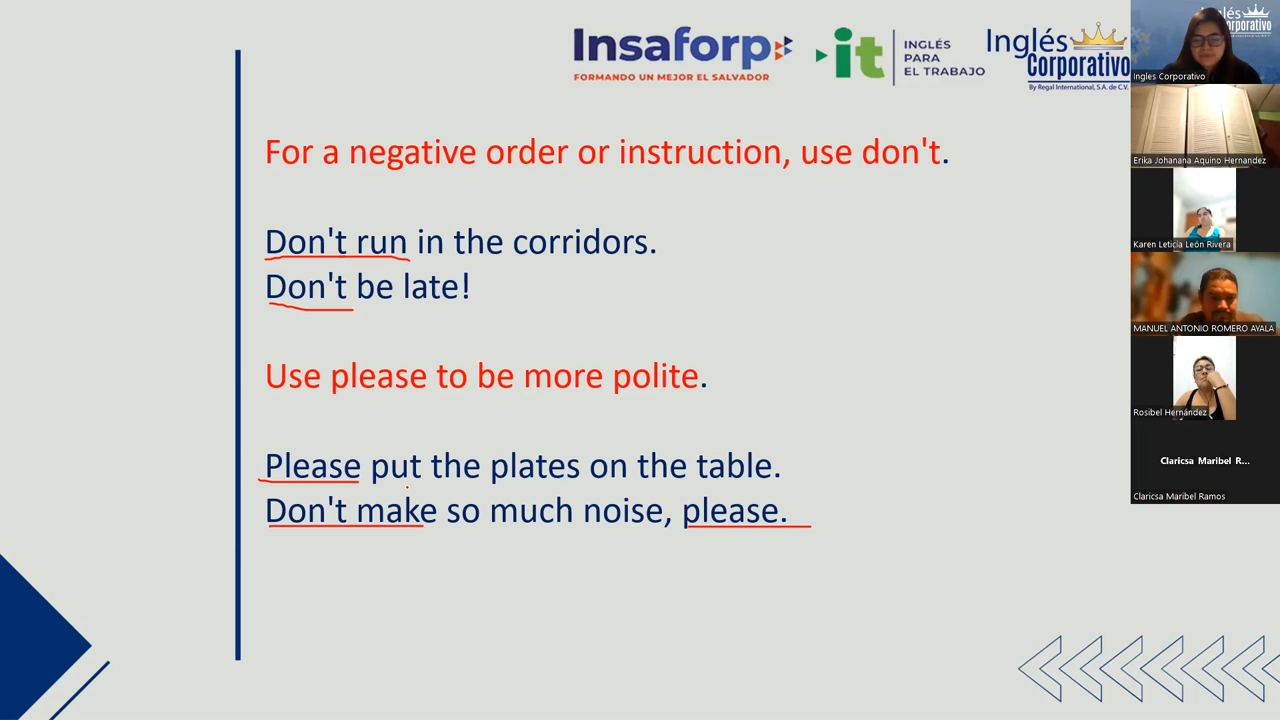 Insaforp
FORMANDO UN MEJOR EL SALVADOR
it
INGLÉS
PARA
EL TRABAJO
Inglés
Corporativo
By Regal International, S.A. de C.V.
For a negative order or instruction, use don't.
Don't run in the corridors.
Don't be late!
Use please to be more polite.
Please put the plates on the table.
Don't make so much noise, please.
Ingles Corporativo
Erika Johanana Aquino Hernandez
Karen Leticia León Rivera
MANUEL ANTONIO ROMERO AYALA
Rosibel Hernández
Claricsa Maribel R...
Claricsa Maribel Ramos